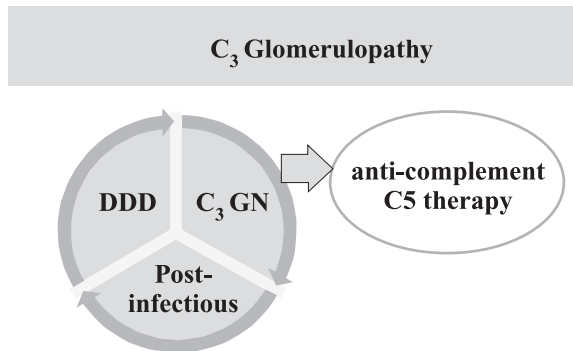 C₃ Glomerulopathy
DDD
C₃ GN
Post-
infectious
anti-complement
C5 therapy